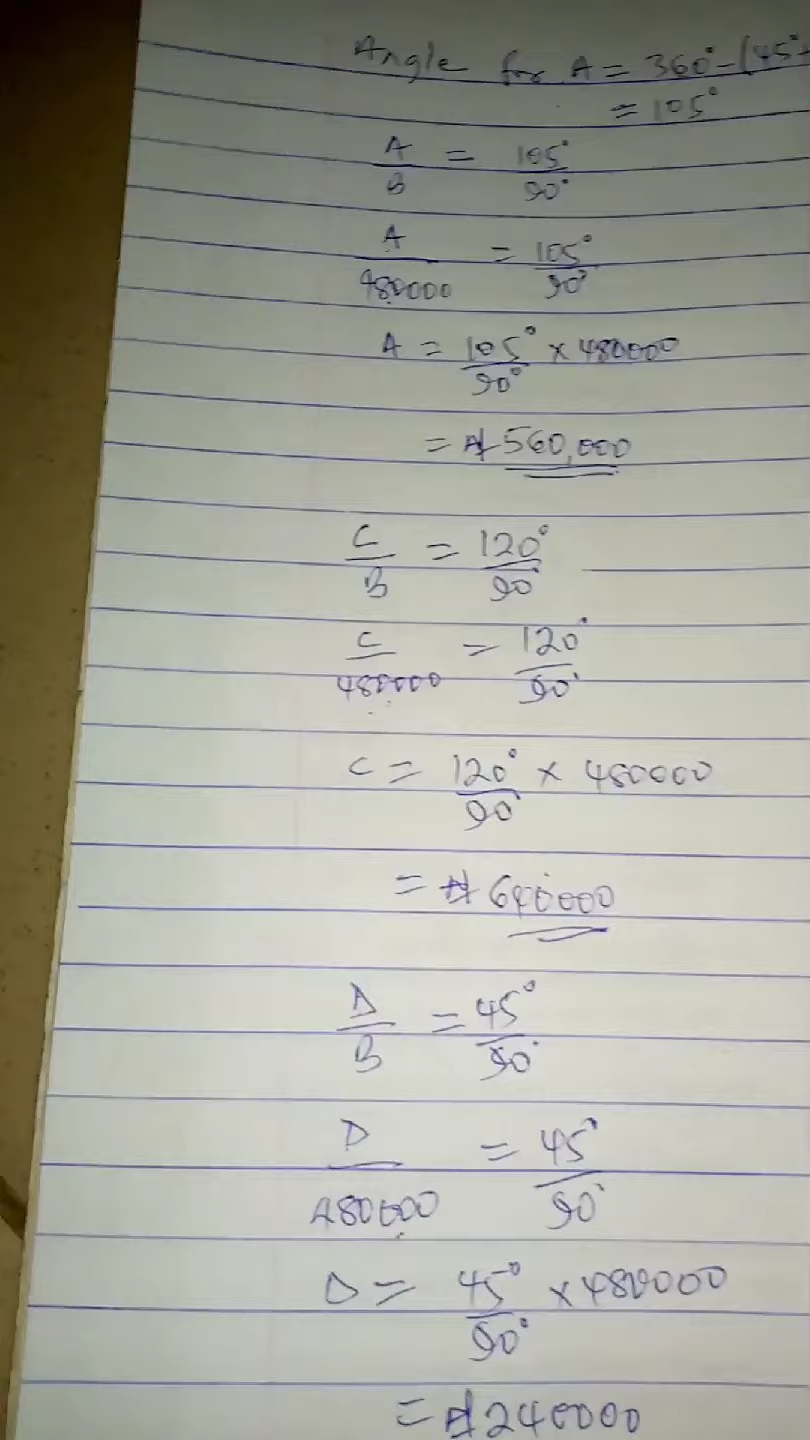 Angle for A = 360° - (45° +
= 105°
A/B = 105°/90°
A/480000 = 105°/90°
A = 105°/90° × 480000
= ₦560,000
C/B = 120°/90°
C/480000 = 120°/90°
C = 120°/90° × 480000
= ₦640000
D/B = 45°/90°
D/480000 = 45°/90°
D = 45°/90° × 480000
= ₦240000